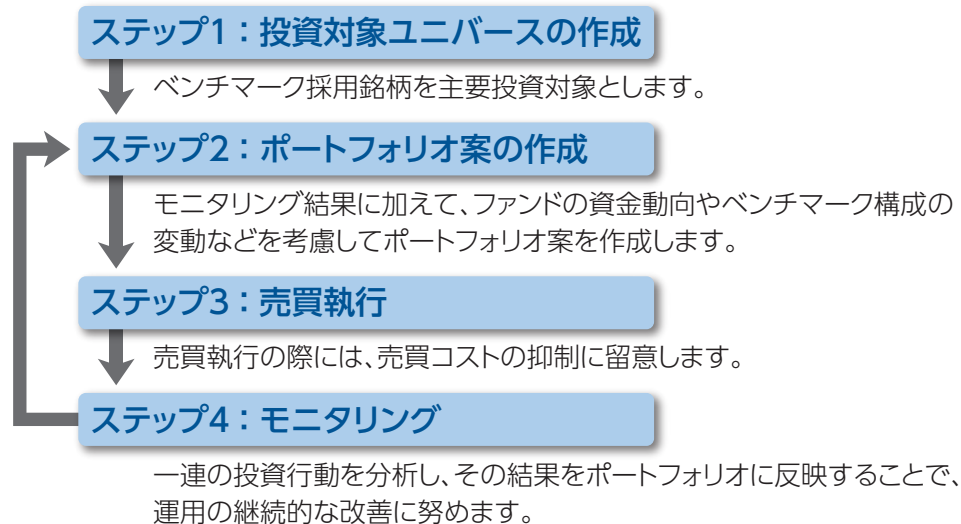 ステップ1：投資対象ユニバースの作成
ベンチマーク採用銘柄を主要投資対象とします。
ステップ2：ポートフォリオ案の作成
モニタリング結果に加えて、ファンドの資金動向やベンチマーク構成の
変動などを考慮してポートフォリオ案を作成します。
ステップ3：売買執行
売買執行の際には、売買コストの抑制に留意します。
ステップ4：モニタリング
一連の投資行動を分析し、その結果をポートフォリオに反映することで、
運用の継続的な改善に努めます。